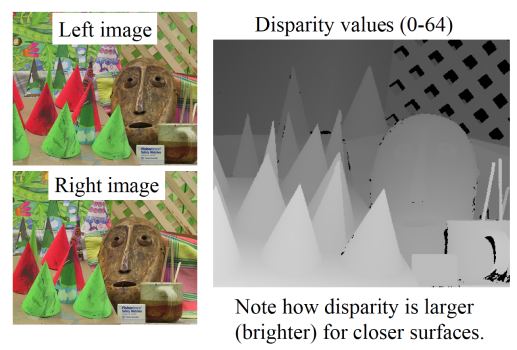 Left image
Disparity values (0-64)
Right image
Note how disparity is larger
(brighter) for closer surfaces.